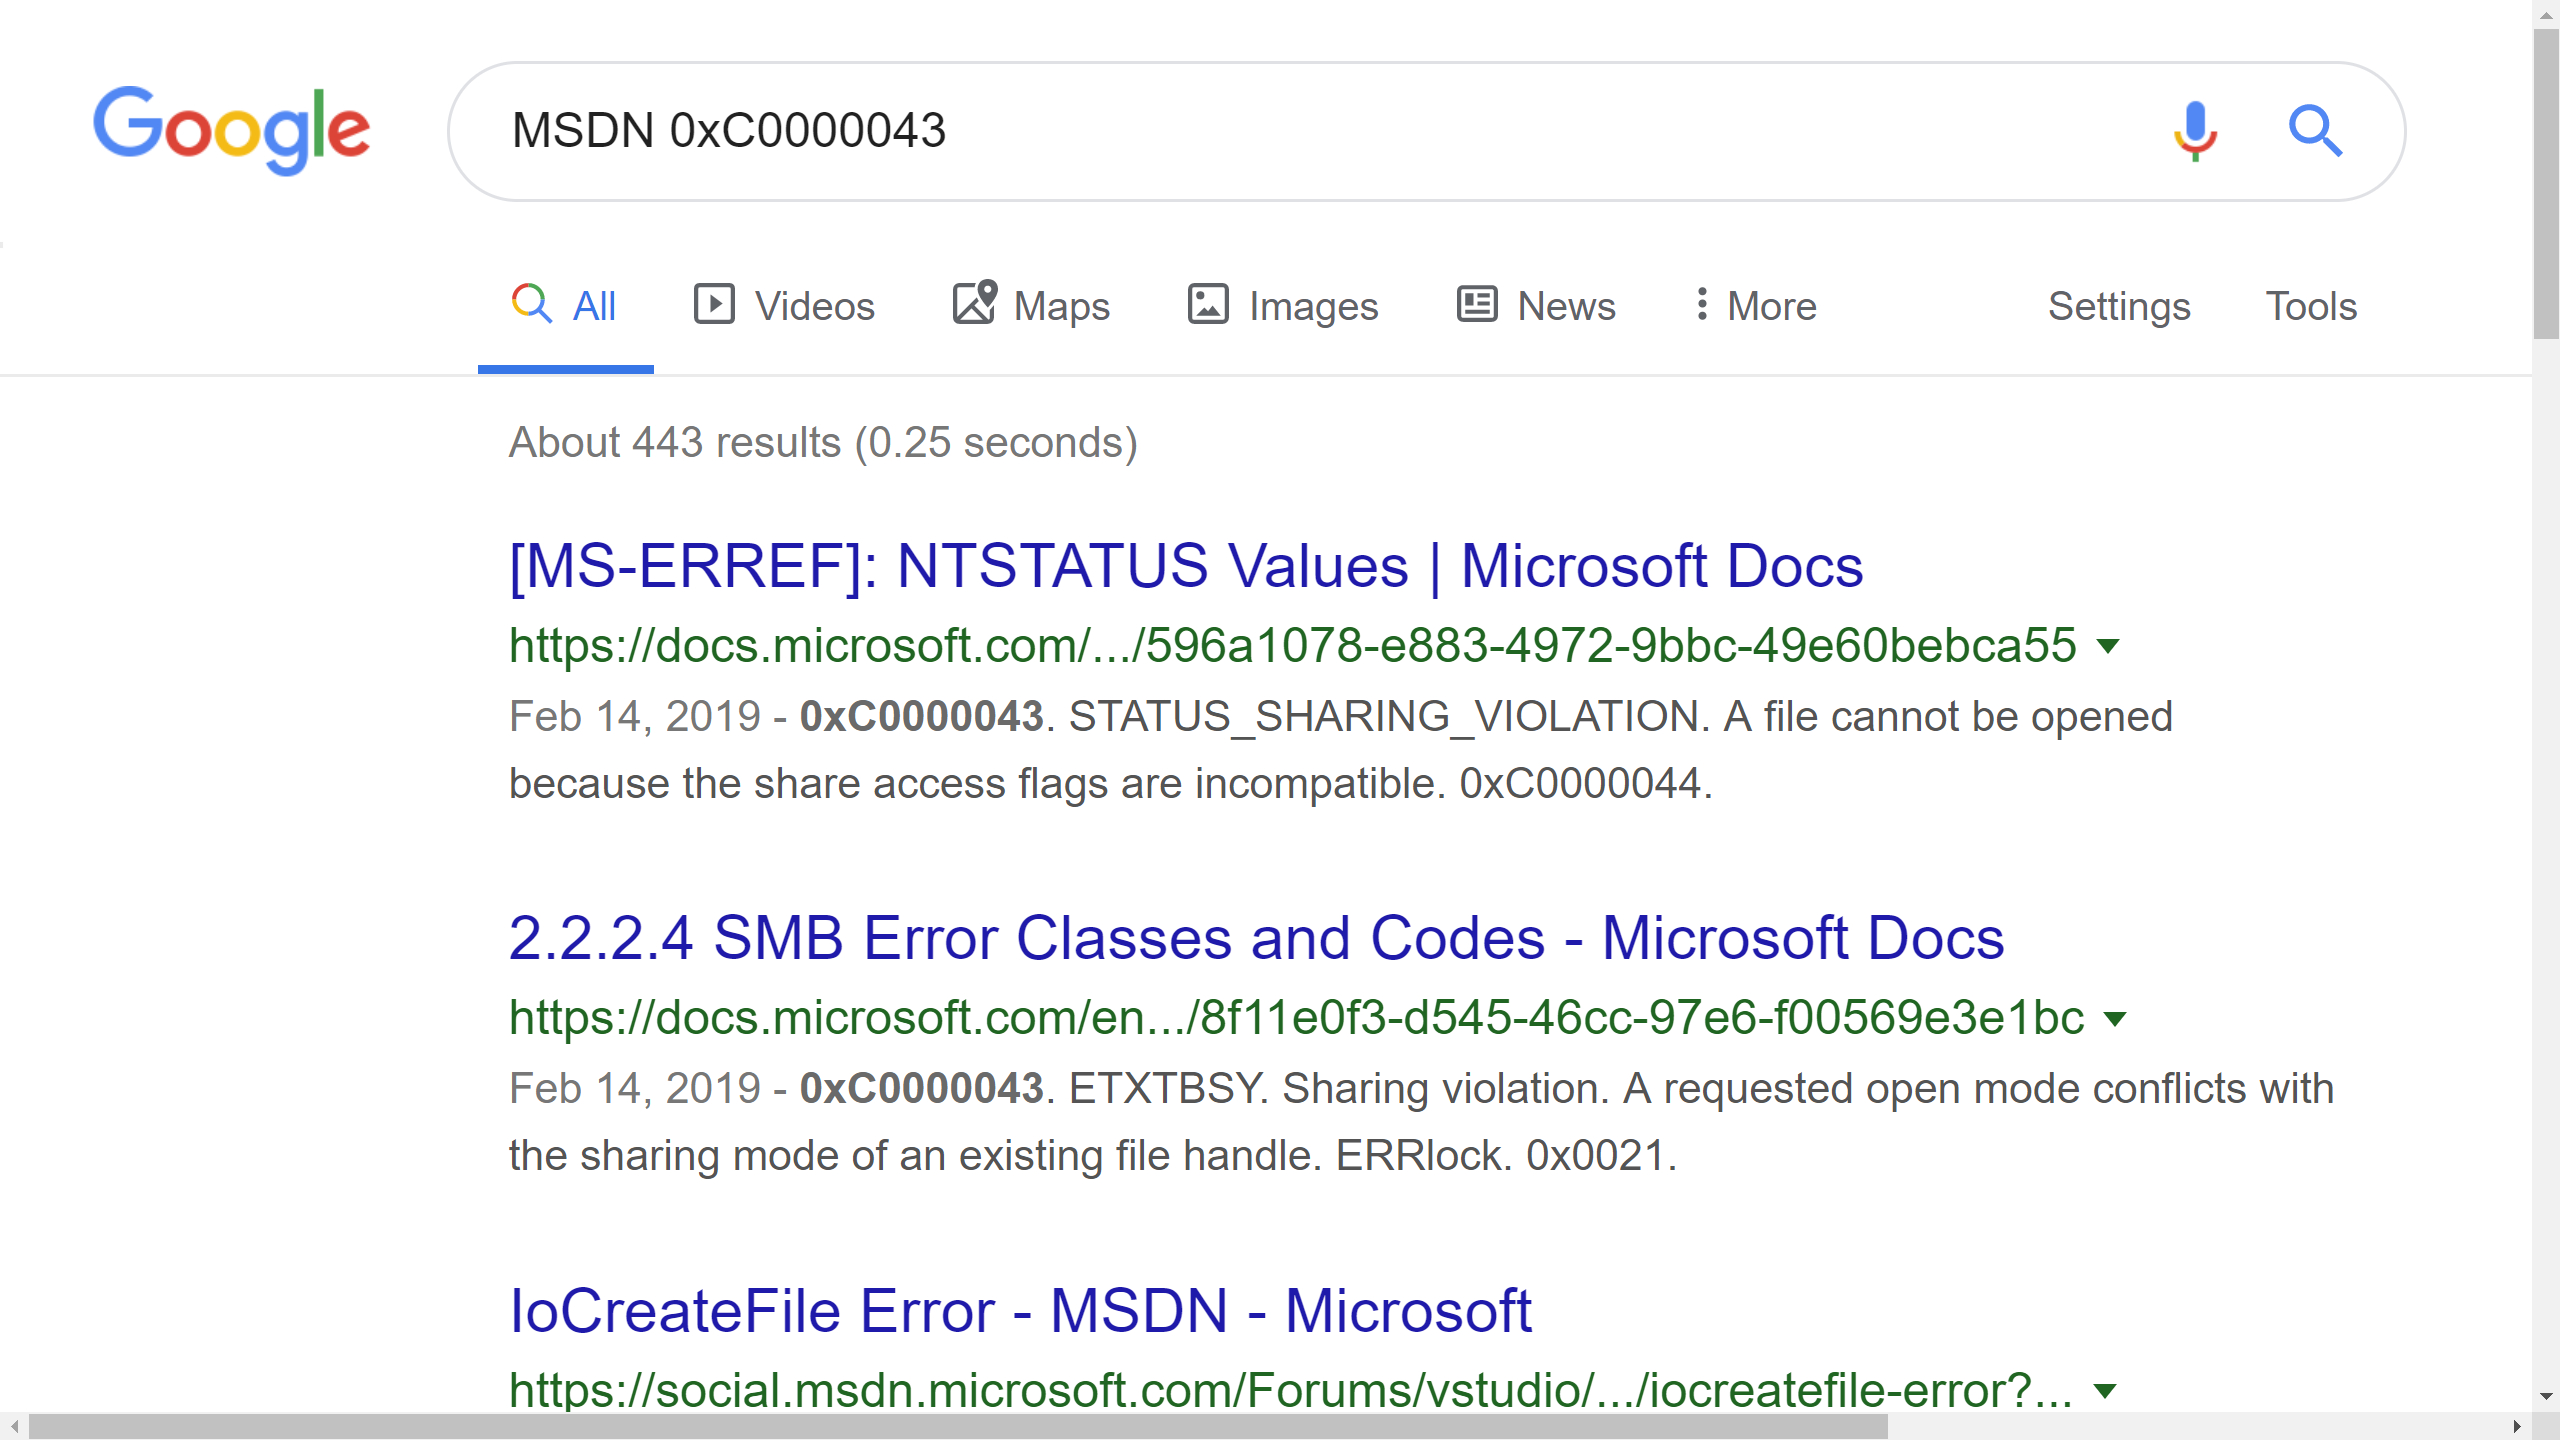 Google
MSDN 0xC0000043
All Videos Maps Images News More Settings Tools
About 443 results (0.25 seconds)
[MS-ERREF]: NTSTATUS Values | Microsoft Docs
https://docs.microsoft.com/.../596a1078-e883-4972-9bbc-49e60bebca55
Feb 14, 2019 - 0xC0000043. STATUS_SHARING_VIOLATION. A file cannot be opened
because the share access flags are incompatible. 0xC0000044.
2.2.2.4 SMB Error Classes and Codes - Microsoft Docs
https://docs.microsoft.com/en.../8f11e0f3-d545-46cc-97e6-f00569e3e1bc
Feb 14, 2019 - 0xC0000043. ETXTBSY. Sharing violation. A requested open mode conflicts with
the sharing mode of an existing file handle. ERRlock. 0x0021.
IoCreateFile Error - MSDN - Microsoft
https://social.msdn.microsoft.com/Forums/vstudio/.../iocreatefile-error?...